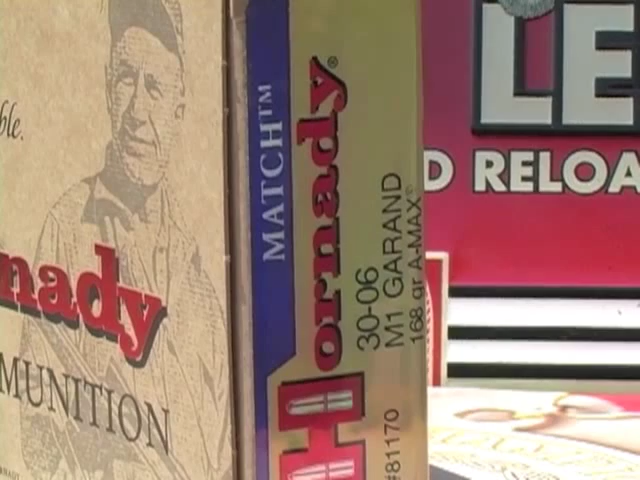 ble.
nady
MUNITION
MATCH™
Hornady®
30-06
M1 GARAND
168 gr A-MAX®
#81170
LE
D RELOA